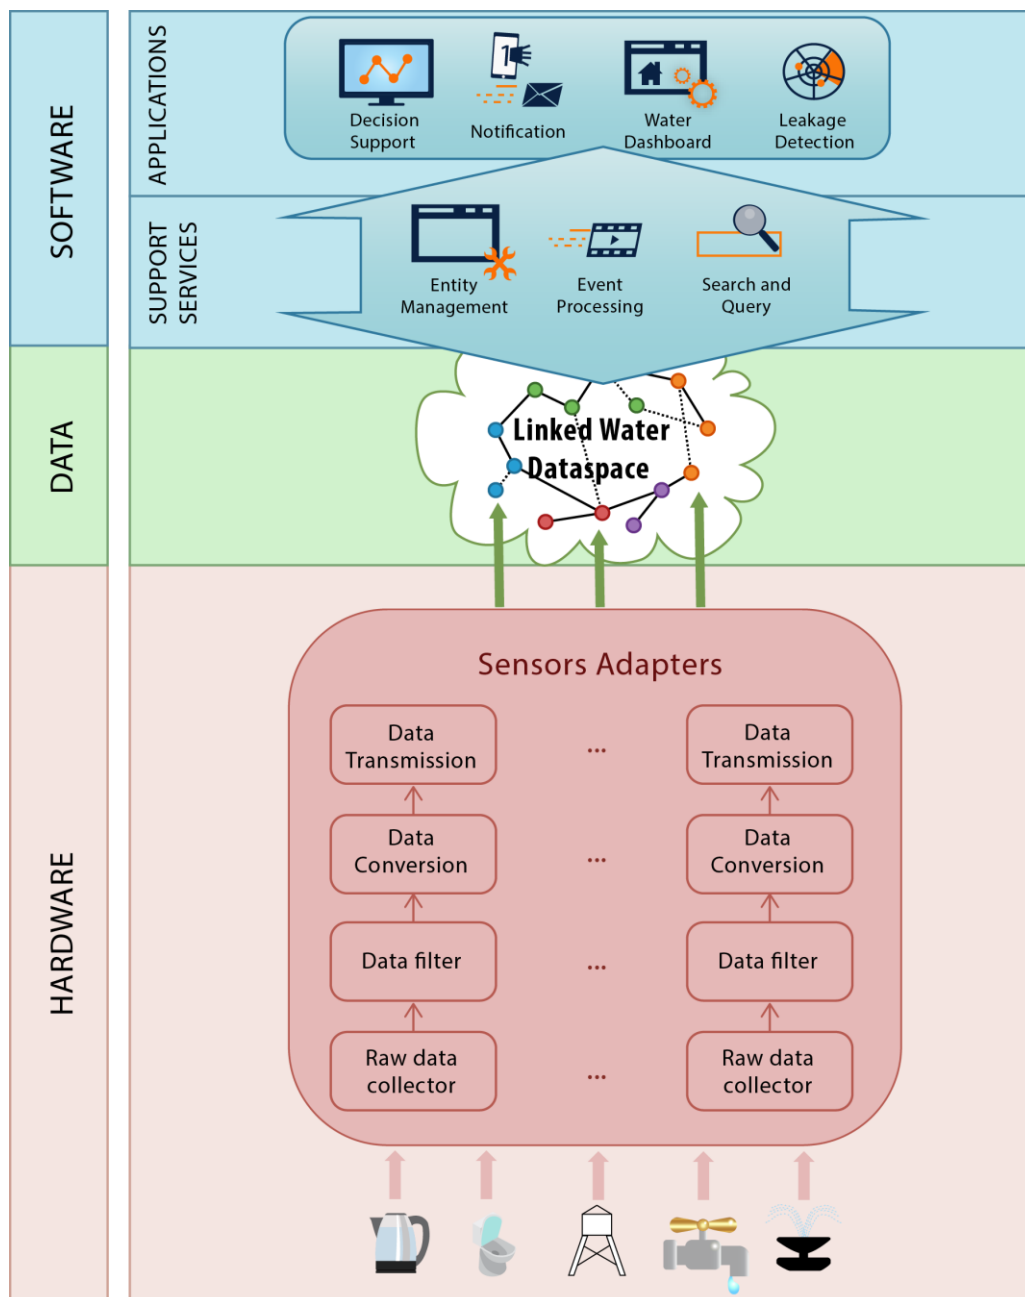 SOFTWARE
APPLICATIONS
Decision
Support
Notification
1
Water
Dashboard
Leakage
Detection
SUPPORT
SERVICES
Entity
Management
Event
Processing
Search and
Query
DATA
Linked Water
Dataspace
HARDWARE
Sensors Adapters
Data
Transmission
...
Data
Transmission
Data
Conversion
...
Data
Conversion
Data filter
...
Data filter
Raw data
collector
...
Raw data
collector